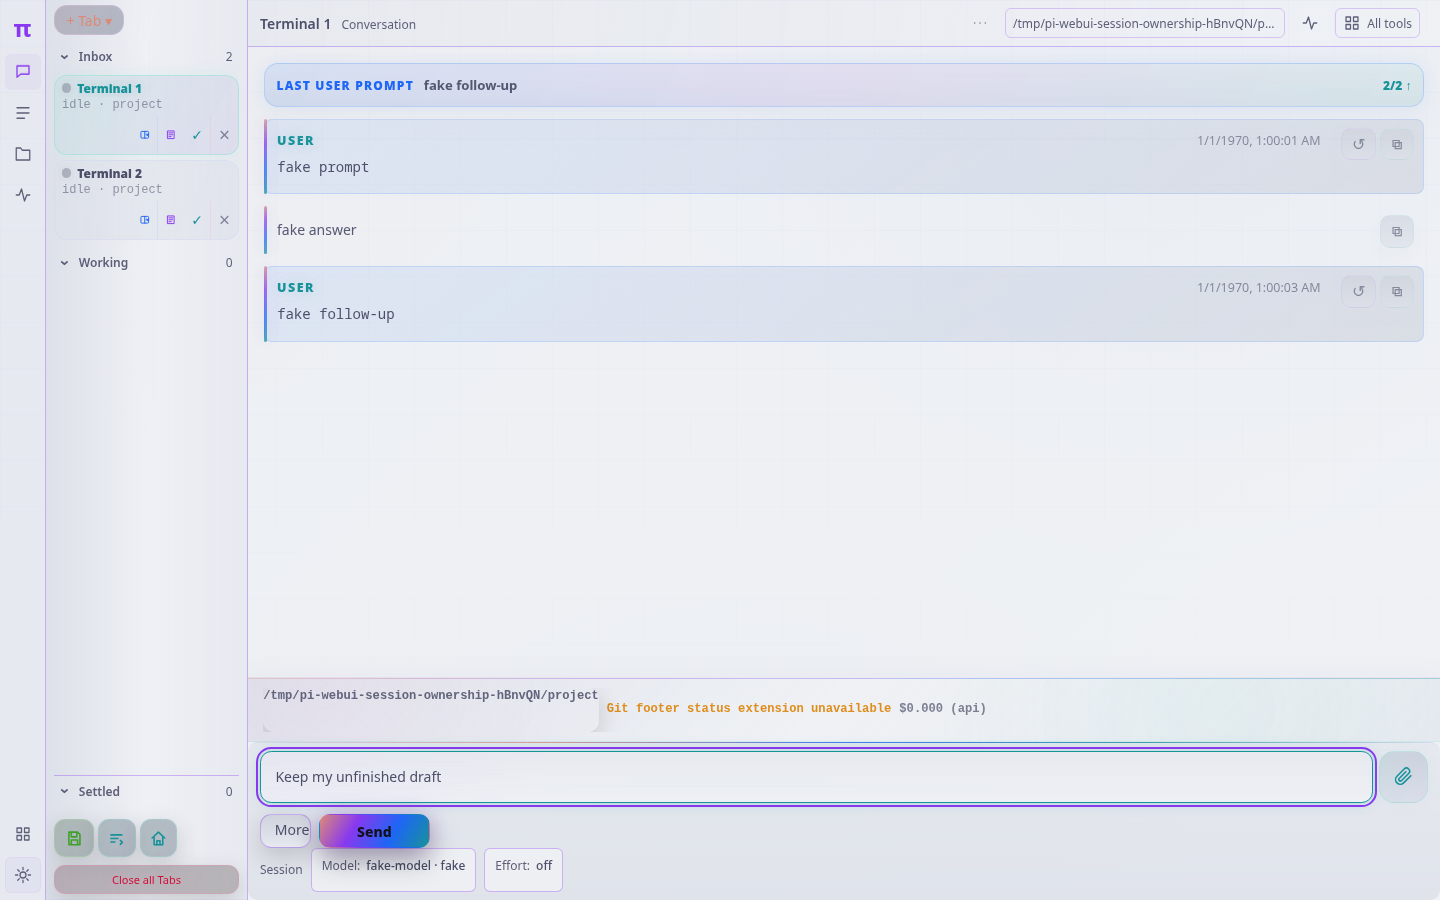 π
+ Tab ▾
Inbox 2
Terminal 1
idle · project
✓ ✕
Terminal 2
idle · project
✓ ✕
Working 0
Settled 0
Close all Tabs
Terminal 1 Conversation
··· /tmp/pi-webui-session-ownership-hBnvQN/p... All tools
LAST USER PROMPT fake follow-up 2/2 ↑
USER 1/1/1970, 1:00:01 AM
fake prompt
fake answer
USER 1/1/1970, 1:00:03 AM
fake follow-up
/tmp/pi-webui-session-ownership-hBnvQN/project
Git footer status extension unavailable $0.000 (api)
Keep my unfinished draft
More Send
Session Model: fake-model · fake Effort: off